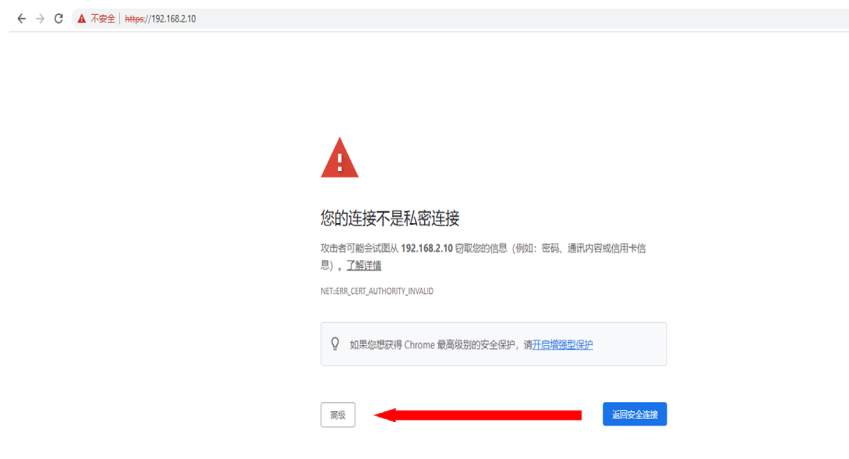 不安全 | https://192.168.2.10
您的连接不是私密连接
攻击者可能会试图从 192.168.2.10 窃取您的信息（例如：密码、通讯内容或信用卡信
息）。了解详情
NET::ERR_CERT_AUTHORITY_INVALID
如果您想获得 Chrome 最高级别的安全保护，请开启增强型保护
高级
返回安全连接